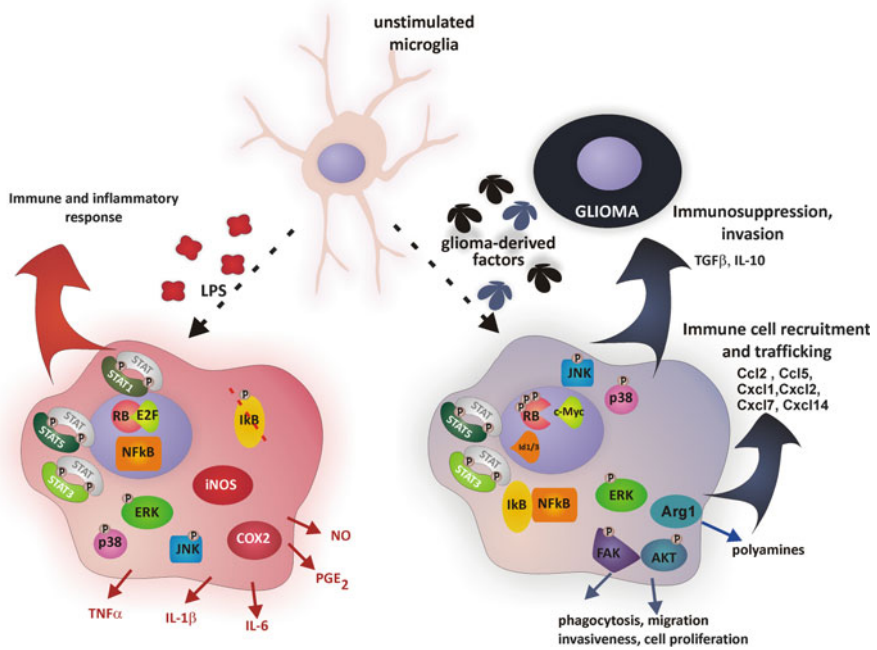 unstimulated
microglia
GLIOMA
Immune and inflammatory
response
LPS
glioma-derived
factors
Immunosuppression,
invasion
TGFβ, IL-10
Immune cell recruitment
and trafficking
Ccl2 , Ccl5,
Cxcl1,Cxcl2,
Cxcl7, Cxcl14
P
STAT
STAT1
P
P
STAT
STAT5
P
P
STAT
STAT3
P
RB
E2F
NFkB
P
IkB
iNOS
P
ERK
P
p38
P
JNK
COX2
NO
PGE2
TNFα
IL-1β
IL-6
P
JNK
P
p38
P
STAT
STAT5
P
P
STAT
STAT3
P
P
P
P
RB
c-Myc
Id1/3
IkB
NFkB
P
ERK
Arg1
P
FAK
P
AKT
polyamines
phagocytosis, migration
invasiveness, cell proliferation